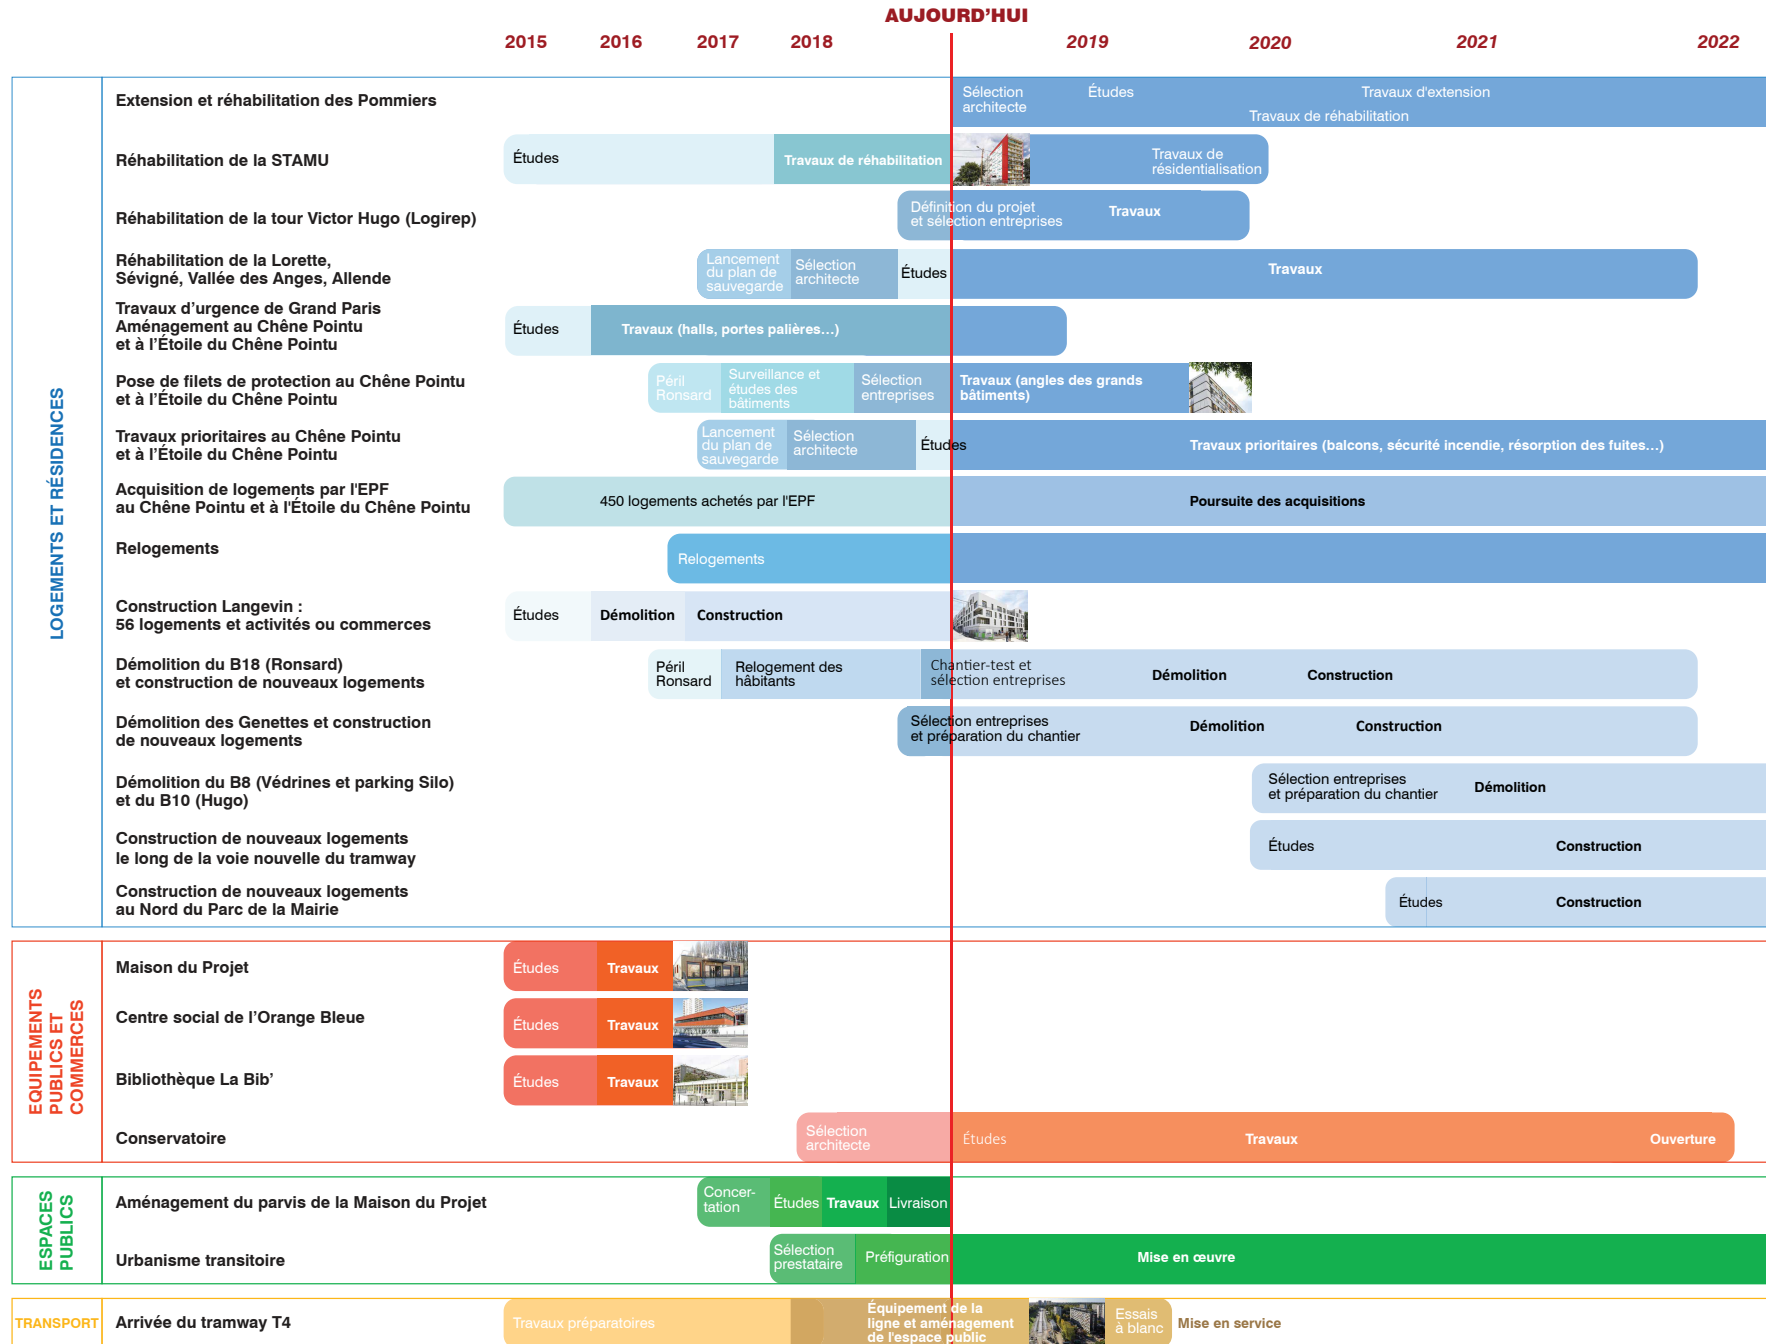 AUJOURD'HUI
2015 2016 2017 2018 2019 2020 2021 2022
LOGEMENTS ET RÉSIDENCES
Extension et réhabilitation des Pommiers
Sélection
architecte
Études
Travaux d'extension
Travaux de réhabilitation
Réhabilitation de la STAMU
Études
Travaux de réhabilitation
Travaux de
résidentialisation
Réhabilitation de la tour Victor Hugo (Logirep)
Définition du projet
et sélection entreprises
Travaux
Réhabilitation de la Lorette,
Sévigné, Vallée des Anges, Allende
Lancement
du plan de
sauvegarde
Sélection
architecte
Études
Travaux
Travaux d’urgence de Grand Paris
Aménagement au Chêne Pointu
et à l’Étoile du Chêne Pointu
Études
Travaux (halls, portes palières…)
Pose de filets de protection au Chêne Pointu
et à l’Étoile du Chêne Pointu
Péril
Ronsard
Surveillance et
études des
bâtiments
Sélection
entreprises
Travaux (angles des grands
bâtiments)
Travaux prioritaires au Chêne Pointu
et à l’Étoile du Chêne Pointu
Lancement
du plan de
sauvegarde
Sélection
architecte
Études
Travaux prioritaires (balcons, sécurité incendie, résorption des fuites…)
Acquisition de logements par l'EPF
au Chêne Pointu et à l'Étoile du Chêne Pointu
450 logements achetés par l'EPF
Poursuite des acquisitions
Relogements
Relogements
Construction Langevin :
56 logements et activités ou commerces
Études
Démolition
Construction
Démolition du B18 (Ronsard)
et construction de nouveaux logements
Péril
Ronsard
Relogement des
hâbitants
Chantier-test et
sélection entreprises
Démolition
Construction
Démolition des Genettes et construction
de nouveaux logements
Sélection entreprises
et préparation du chantier
Démolition
Construction
Démolition du B8 (Védrines et parking Silo)
et du B10 (Hugo)
Sélection entreprises
et préparation du chantier
Démolition
Construction de nouveaux logements
le long de la voie nouvelle du tramway
Études
Construction
Construction de nouveaux logements
au Nord du Parc de la Mairie
Études
Construction
EQUIPEMENTS
PUBLICS ET
COMMERCES
Maison du Projet
Études
Travaux
Centre social de l’Orange Bleue
Études
Travaux
Bibliothèque La Bib’
Études
Travaux
Conservatoire
Sélection
architecte
Études
Travaux
Ouverture
ESPACES
PUBLICS
Aménagement du parvis de la Maison du Projet
Concer-
tation
Études
Travaux
Livraison
Urbanisme transitoire
Sélection
prestataire
Préfiguration
Mise en œuvre
TRANSPORT
Arrivée du tramway T4
Travaux préparatoires
Équipement de la
ligne et aménagement
de l'espace public
Essais
à blanc
Mise en service